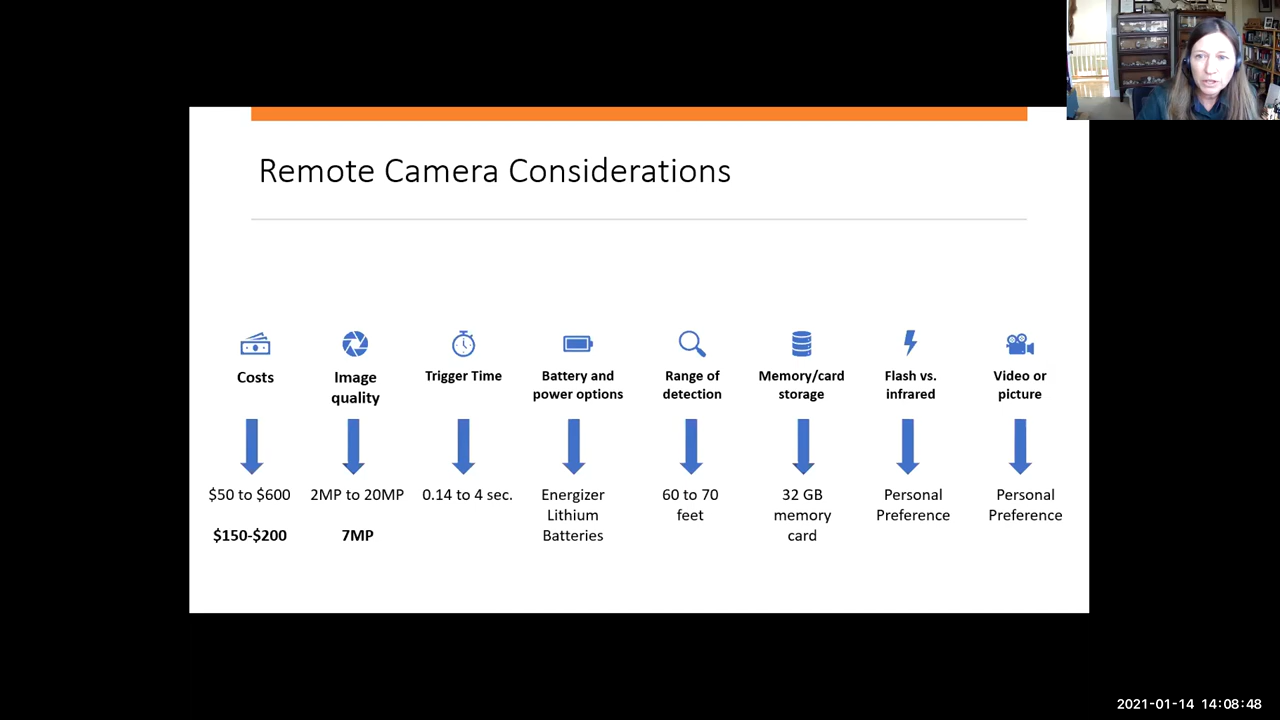 Remote Camera Considerations
Costs
Image
quality
Trigger Time
Battery and
power options
Range of
detection
Memory/card
storage
Flash vs.
infrared
Video or
picture
$50 to $600
$150-$200
2MP to 20MP
7MP
0.14 to 4 sec.
Energizer
Lithium
Batteries
60 to 70
feet
32 GB
memory
card
Personal
Preference
Personal
Preference
2021-01-14 14:08:48